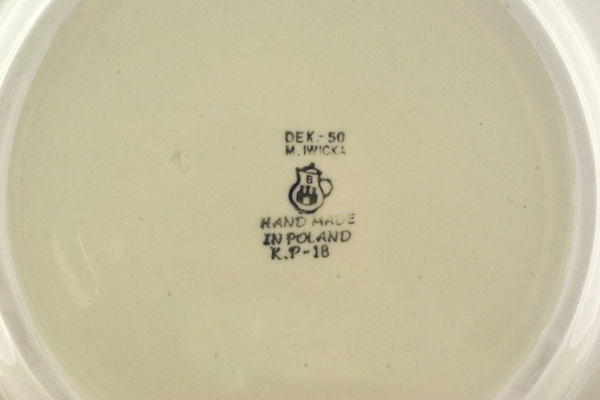 DEK.- 50
M. IWICKA
B
HAND MADE
IN POLAND
K.P-18